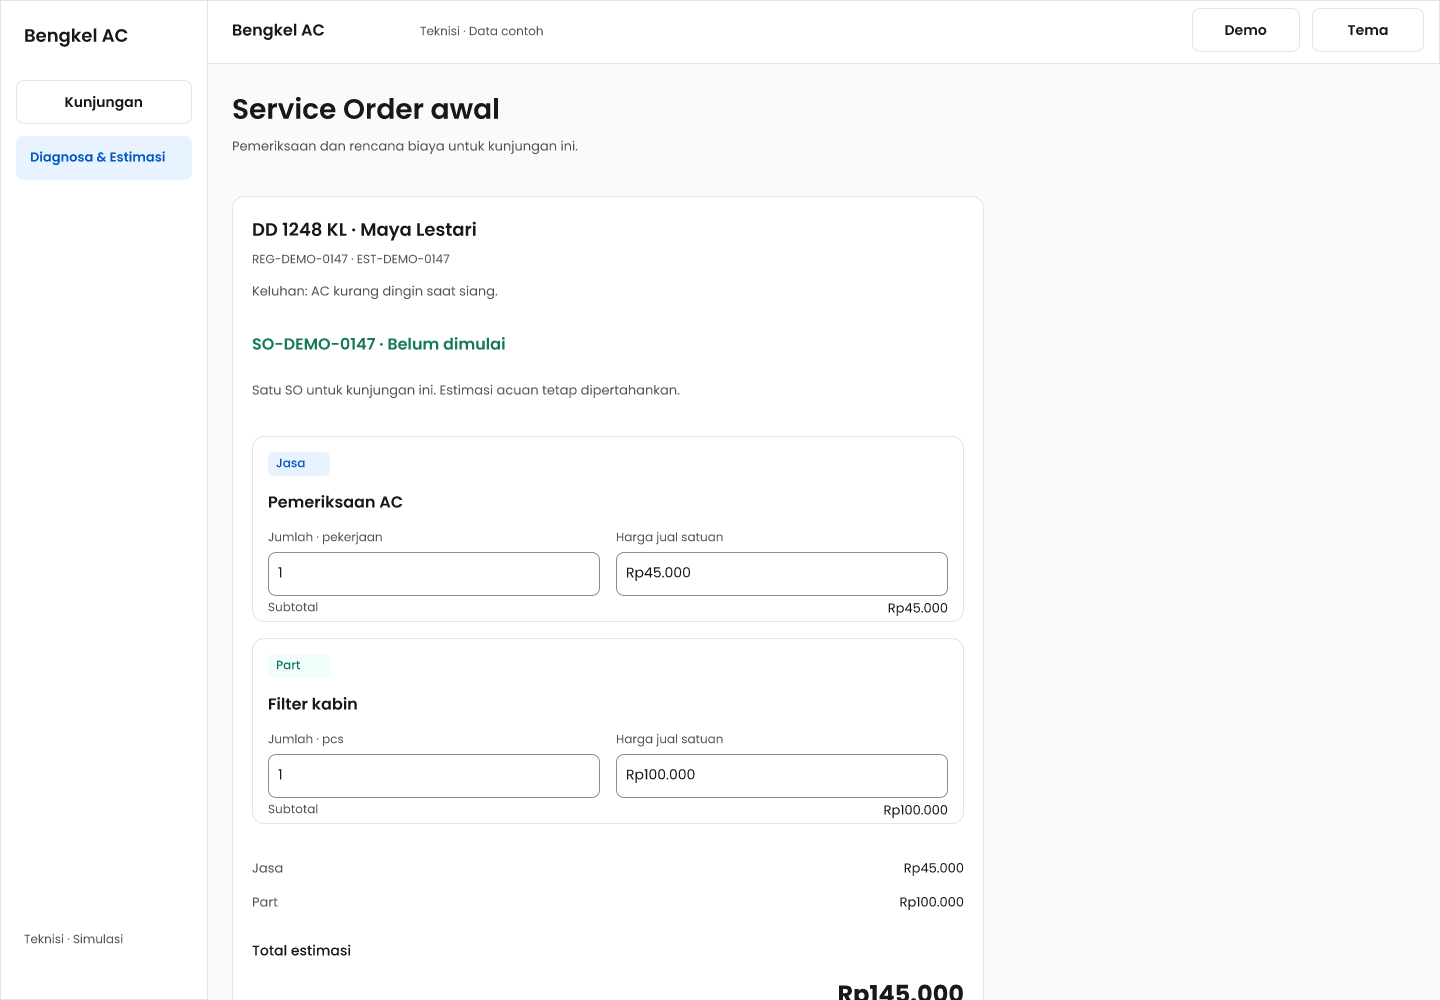 Bengkel AC
Kunjungan
Diagnosa & Estimasi
Teknisi · Simulasi
Bengkel AC
Teknisi · Data contoh
Demo
Tema
Service Order awal
Pemeriksaan dan rencana biaya untuk kunjungan ini.
DD 1248 KL · Maya Lestari
REG-DEMO-0147 · EST-DEMO-0147
Keluhan: AC kurang dingin saat siang.
SO-DEMO-0147 · Belum dimulai
Satu SO untuk kunjungan ini. Estimasi acuan tetap dipertahankan.
Jasa
Pemeriksaan AC
Jumlah · pekerjaan
Harga jual satuan
1
Rp45.000
Subtotal
Rp45.000
Part
Filter kabin
Jumlah · pcs
Harga jual satuan
1
Rp100.000
Subtotal
Rp100.000
Jasa
Rp45.000
Part
Rp100.000
Total estimasi
Rp145.000